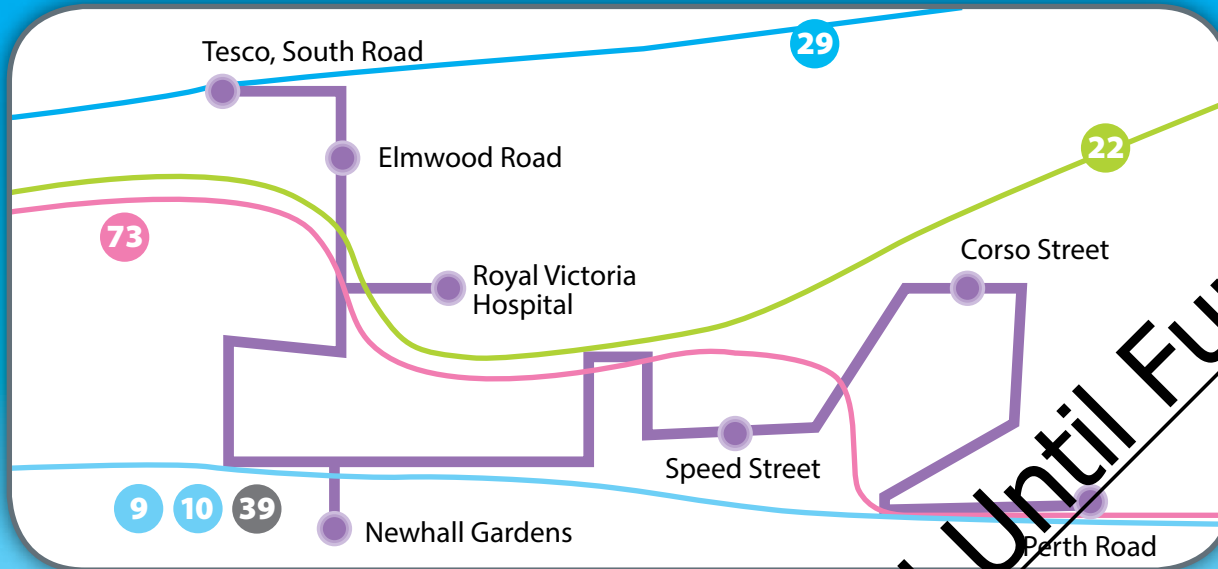 Tesco, South Road
29
Elmwood Road
22
73
Corso Street
Royal Victoria
Hospital
Speed Street
9 10 39
Newhall Gardens
Perth Road
Until